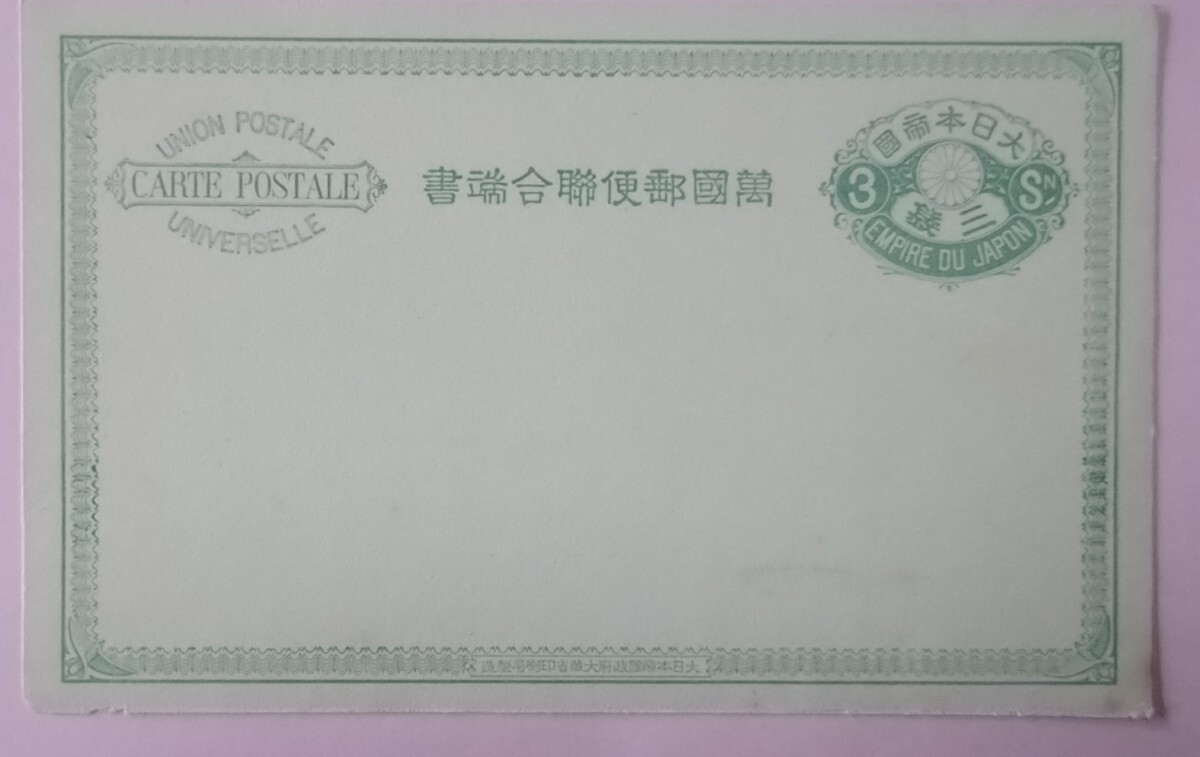 UNION POSTALE
CARTE POSTALE
UNIVERSELLE
萬國郵便聯合端書
大日本帝國
3 SN
三錢
EMPIRE DU JAPON
大日本帝國政府大藏省印刷局製造